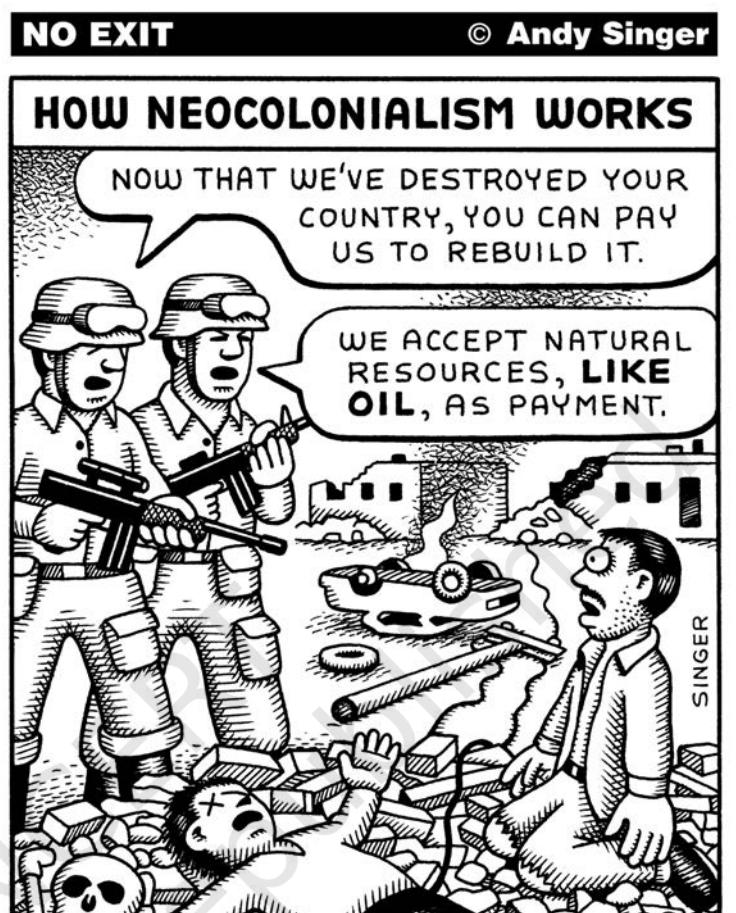 NO EXIT © Andy Singer
HOW NEOCOLONIALISM WORKS
NOW THAT WE'VE DESTROYED YOUR
COUNTRY, YOU CAN PAY
US TO REBUILD IT.
WE ACCEPT NATURAL
RESOURCES, LIKE
OIL, AS PAYMENT.
SINGER